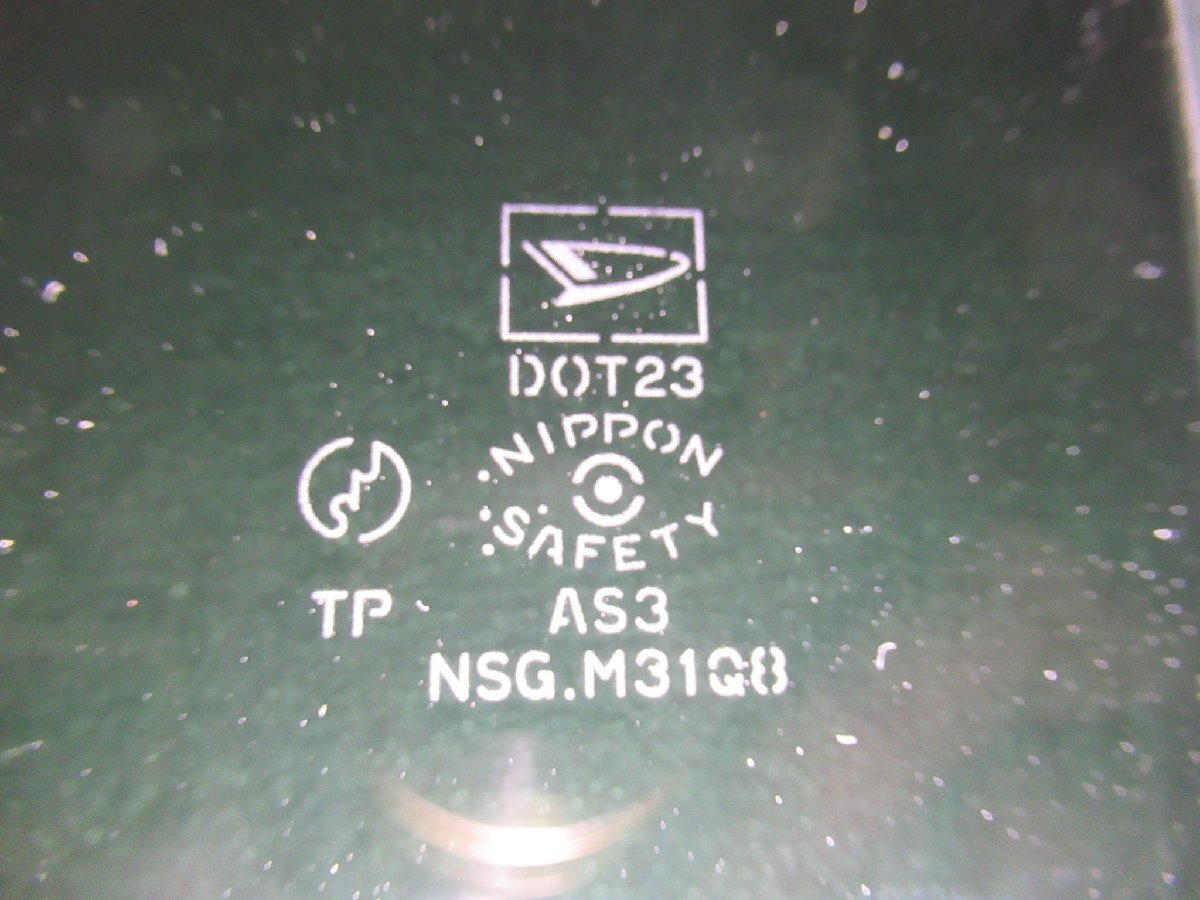 DOT23
NIPPON
SAFETY
TP
AS3
NSG.M31Q8